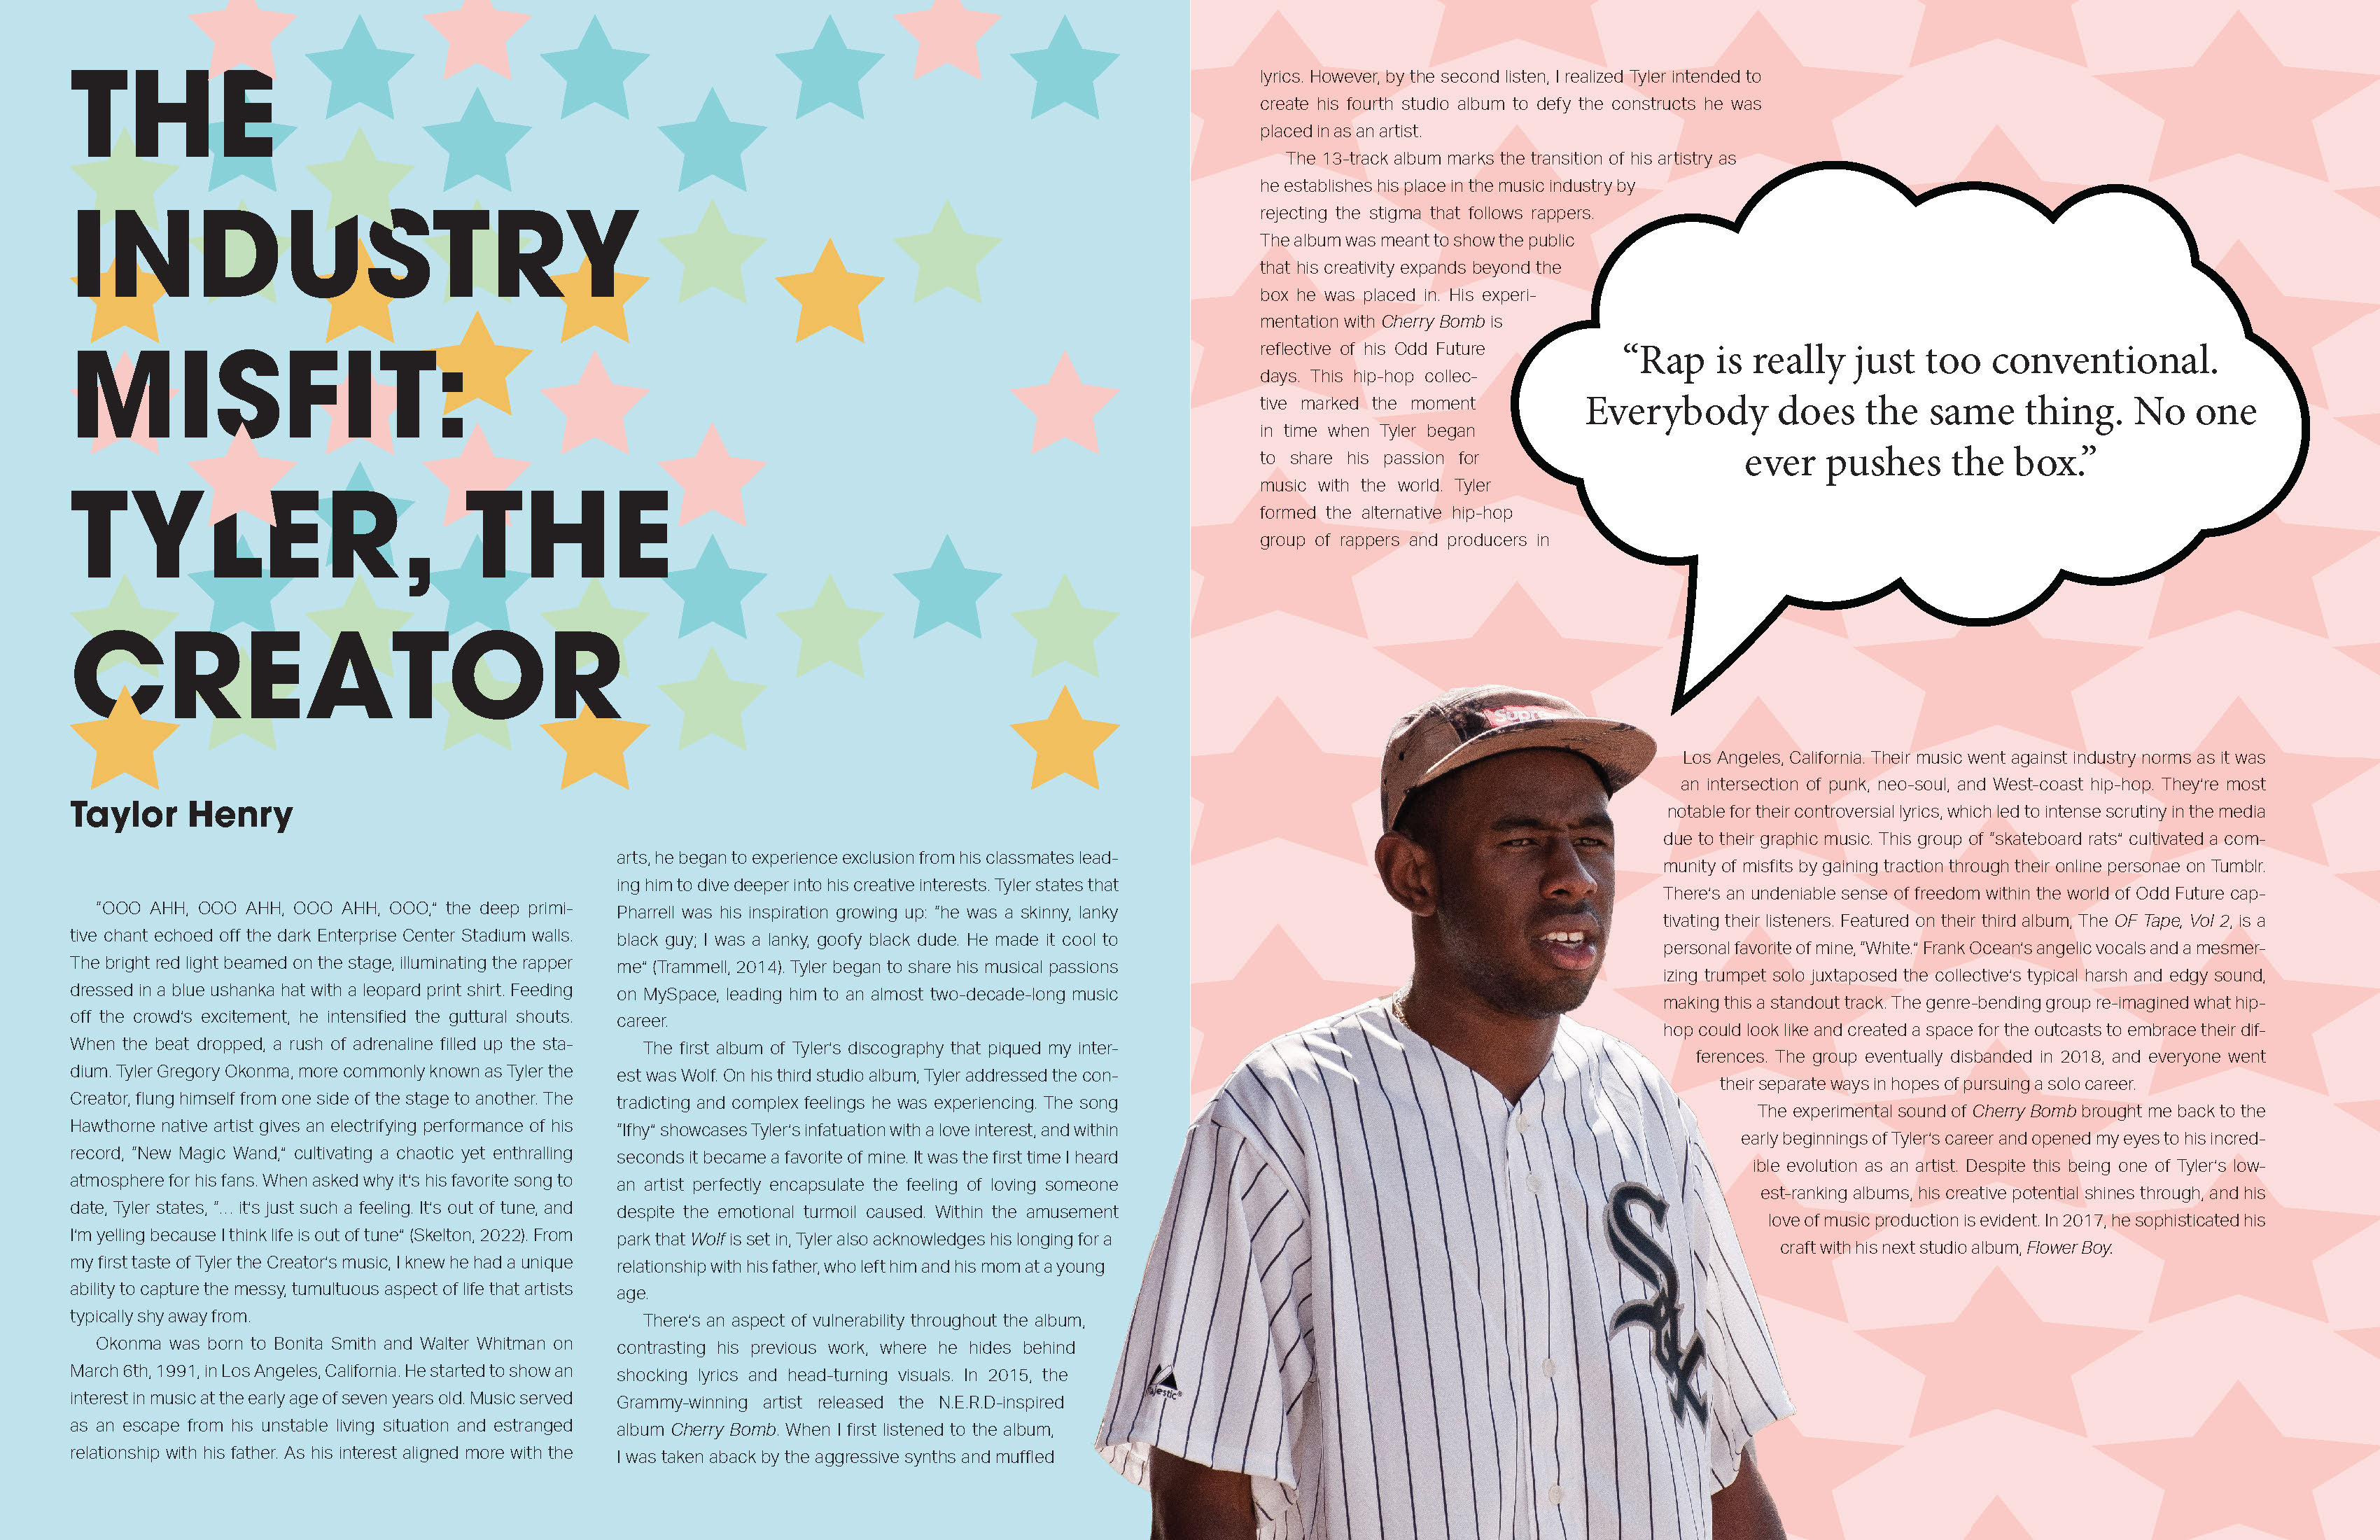 THE
INDUSTRY
MISFIT:
TYLER, THE
CREATOR
Taylor Henry
“OOO AHH, OOO AHH, OOO AHH, OOO,” the deep primi-
tive chant echoed off the dark Enterprise Center Stadium walls.
The bright red light beamed on the stage, illuminating the rapper
dressed in a blue ushanka hat with a leopard print shirt. Feeding
off the crowd’s excitement, he intensified the guttural shouts.
When the beat dropped, a rush of adrenaline filled up the sta-
dium. Tyler Gregory Okonma, more commonly known as Tyler the
Creator, flung himself from one side of the stage to another. The
Hawthorne native artist gives an electrifying performance of his
record, “New Magic Wand,” cultivating a chaotic yet enthralling
atmosphere for his fans. When asked why it’s his favorite song to
date, Tyler states, “… it’s just such a feeling. It’s out of tune, and
I’m yelling because I think life is out of tune” (Skelton, 2022). From
my first taste of Tyler the Creator’s music, I knew he had a unique
ability to capture the messy, tumultuous aspect of life that artists
typically shy away from.
Okonma was born to Bonita Smith and Walter Whitman on
March 6th, 1991, in Los Angeles, California. He started to show an
interest in music at the early age of seven years old. Music served
as an escape from his unstable living situation and estranged
relationship with his father. As his interest aligned more with the
arts, he began to experience exclusion from his classmates lead-
ing him to dive deeper into his creative interests. Tyler states that
Pharrell was his inspiration growing up: “he was a skinny, lanky
black guy; I was a lanky, goofy black dude. He made it cool to
me” (Trammell, 2014). Tyler began to share his musical passions
on MySpace, leading him to an almost two-decade-long music
career.
The first album of Tyler’s discography that piqued my inter-
est was Wolf. On his third studio album, Tyler addressed the con-
tradicting and complex feelings he was experiencing. The song
“Ifhy” showcases Tyler’s infatuation with a love interest, and within
seconds it became a favorite of mine. It was the first time I heard
an artist perfectly encapsulate the feeling of loving someone
despite the emotional turmoil caused. Within the amusement
park that Wolf is set in, Tyler also acknowledges his longing for a
relationship with his father, who left him and his mom at a young
age.
There’s an aspect of vulnerability throughout the album,
contrasting his previous work, where he hides behind
shocking lyrics and head-turning visuals. In 2015, the
Grammy-winning artist released the N.E.R.D-inspired
album Cherry Bomb. When I first listened to the album,
I was taken aback by the aggressive synths and muffled
lyrics. However, by the second listen, I realized Tyler intended to
create his fourth studio album to defy the constructs he was
placed in as an artist.
The 13-track album marks the transition of his artistry as
he establishes his place in the music industry by
rejecting the stigma that follows rappers.
The album was meant to show the public
that his creativity expands beyond the
box he was placed in. His experi-
mentation with Cherry Bomb is
reflective of his Odd Future
days. This hip-hop collec-
tive marked the moment
in time when Tyler began
to share his passion for
music with the world. Tyler
formed the alternative hip-hop
group of rappers and producers in
“Rap is really just too conventional.
Everybody does the same thing. No one
ever pushes the box.”
Supre
Los Angeles, California. Their music went against industry norms as it was
an intersection of punk, neo-soul, and West-coast hip-hop. They’re most
notable for their controversial lyrics, which led to intense scrutiny in the media
due to their graphic music. This group of “skateboard rats” cultivated a com-
munity of misfits by gaining traction through their online personae on Tumblr.
There’s an undeniable sense of freedom within the world of Odd Future cap-
tivating their listeners. Featured on their third album, The OF Tape, Vol 2, is a
personal favorite of mine, “White.” Frank Ocean’s angelic vocals and a mesmer-
izing trumpet solo juxtaposed the collective’s typical harsh and edgy sound,
making this a standout track. The genre-bending group re-imagined what hip-
hop could look like and created a space for the outcasts to embrace their dif-
ferences. The group eventually disbanded in 2018, and everyone went
their separate ways in hopes of pursuing a solo career.
The experimental sound of Cherry Bomb brought me back to the
early beginnings of Tyler’s career and opened my eyes to his incred-
ible evolution as an artist. Despite this being one of Tyler’s low-
est-ranking albums, his creative potential shines through, and his
love of music production is evident. In 2017, he sophisticated his
craft with his next studio album, Flower Boy.
Sox
Majestic®